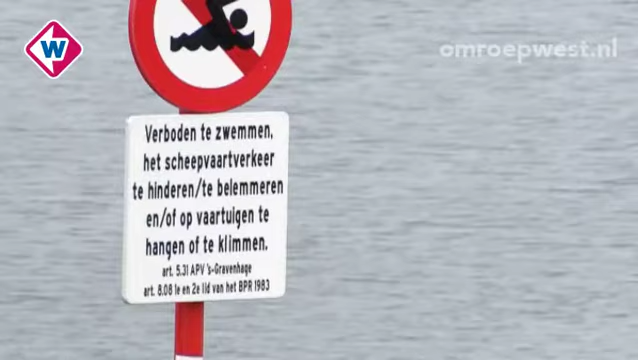 W
omroepwest.nl
Verboden te zwemmen,
het scheepvaartverkeer
te hinderen/te belemmeren
en/of op vaartuigen te
hangen of te klimmen.
art. 5.31 APV 's-Gravenhage
art. 8.08 1e en 2e lid van het BPR 1983